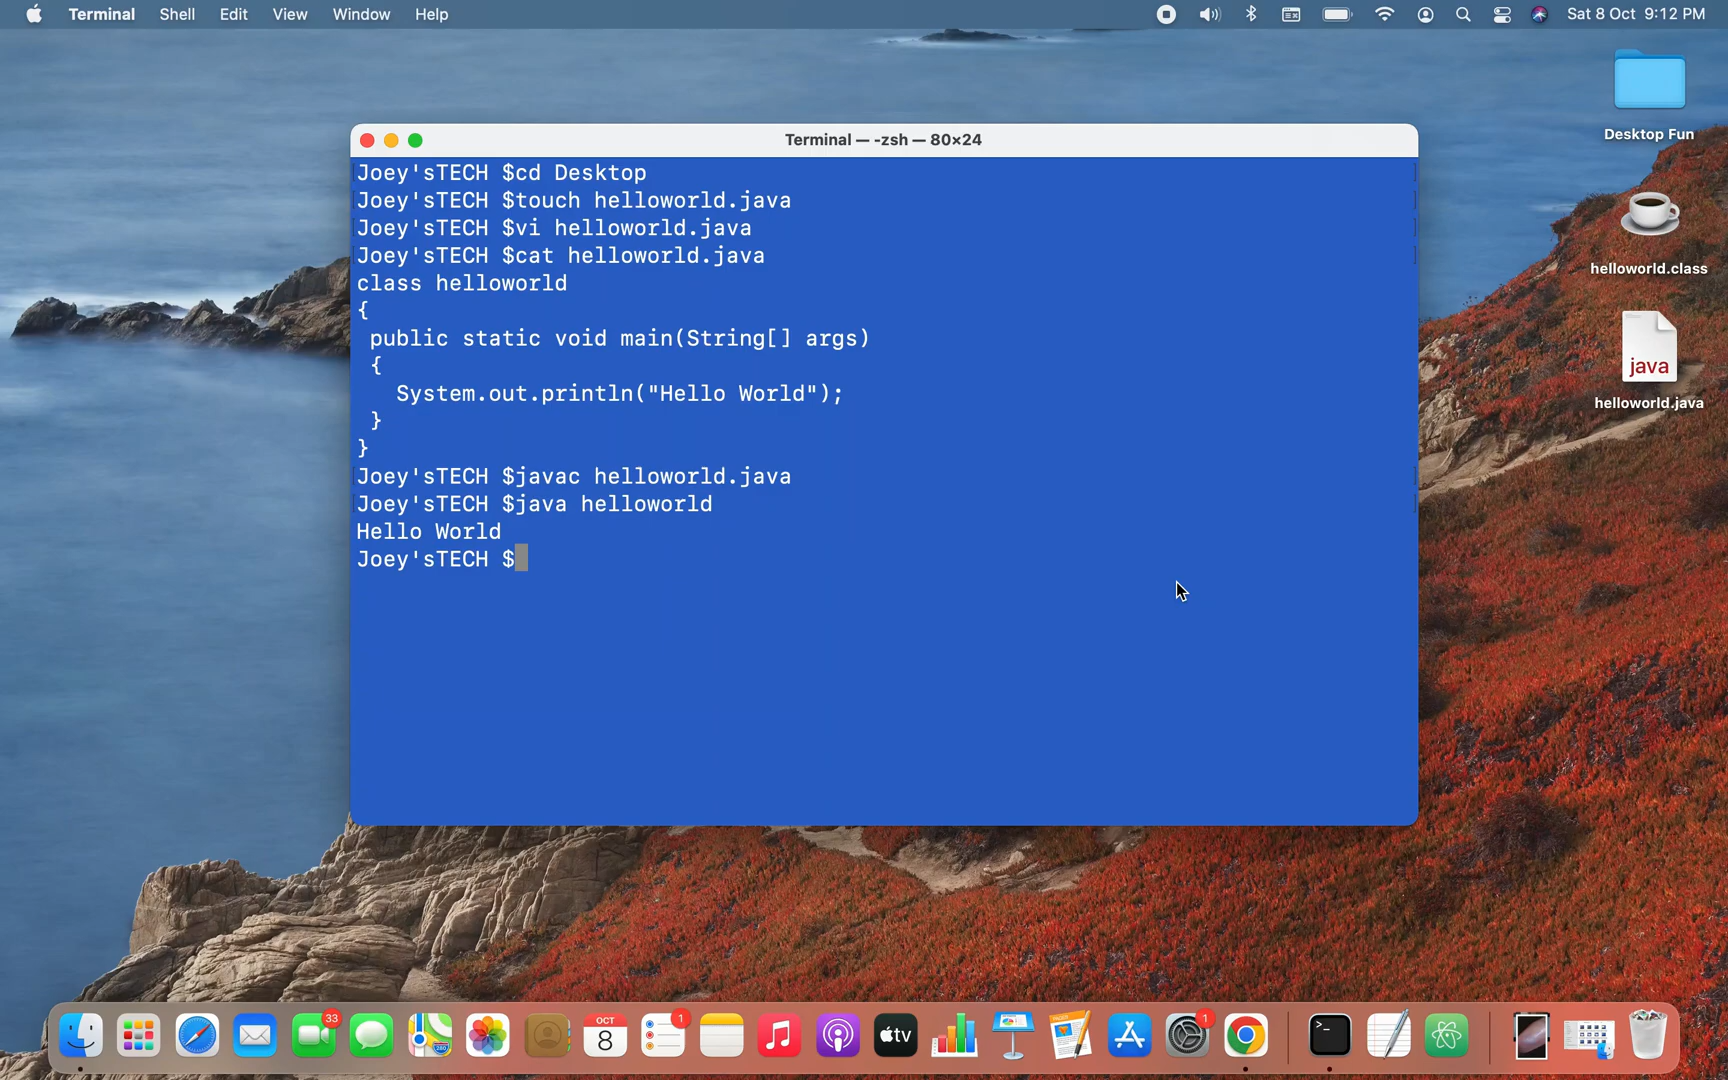 Terminal Shell Edit View Window Help Sat 8 Oct 9:12 PM
Terminal — -zsh — 80×24
Joey'sTECH $cd Desktop
Joey'sTECH $touch helloworld.java
Joey'sTECH $vi helloworld.java
Joey'sTECH $cat helloworld.java
class helloworld
{
public static void main(String[] args)
{
System.out.println("Hello World");
}
}
Joey'sTECH $javac helloworld.java
Joey'sTECH $java helloworld
Hello World
Joey'sTECH $
Desktop Fun
helloworld.class
java
helloworld.java
33
280
OCT
8
1
tv
1
>_